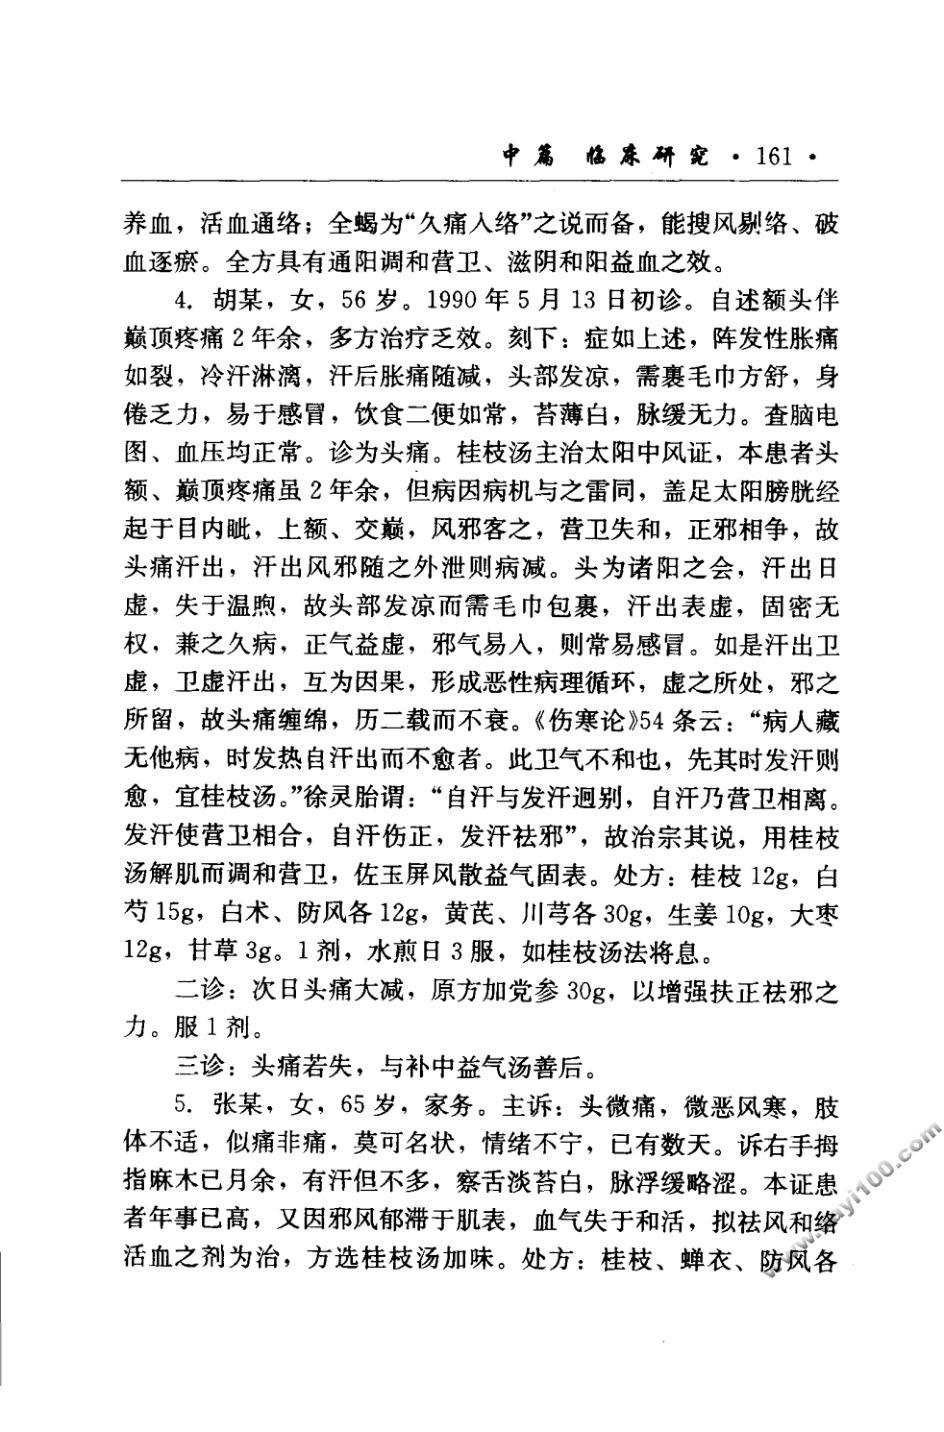 中篇 临床研究 · 161 ·
养血，活血通络；全蝎为“久痛人络”之说而备，能搜风剔络、破
血逐瘀。全方具有通阳调和营卫、滋阴和阳益血之效。
4. 胡某，女，56 岁。1990 年 5 月 13 日初诊。自述额头伴
巅顶疼痛 2 年余，多方治疗乏效。刻下：症如上述，阵发性胀痛
如裂，冷汗淋漓，汗后胀痛随减，头部发凉，需裹毛巾方舒，身
倦乏力，易于感冒，饮食二便如常，苔薄白，脉缓无力。查脑电
图、血压均正常。诊为头痛。桂枝汤主治太阳中风证，本患者头
额、巅顶疼痛虽 2 年余，但病因病机与之雷同，盖足太阳膀胱经
起于目内眦，上额、交巅，风邪客之，营卫失和，正邪相争，故
头痛汗出，汗出风邪随之外泄则病减。头为诸阳之会，汗出日
虚，失于温煦，故头部发凉而需毛巾包裹，汗出表虚，固密无
权，兼之久病，正气益虚，邪气易人，则常易感冒。如是汗出卫
虚，卫虚汗出，互为因果，形成恶性病理循环，虚之所处，邪之
所留，故头痛缠绵，历二载而不衰。《伤寒论》54 条云：“病人藏
无他病，时发热自汗出而不愈者。此卫气不和也，先其时发汗则
愈，宜桂枝汤。”徐灵胎谓：“自汗与发汗迥别，自汗乃营卫相离。
发汗使营卫相合，自汗伤正，发汗祛邪”，故治宗其说，用桂枝
汤解肌而调和营卫，佐玉屏风散益气固表。处方：桂枝 12g，白
芍 15g，白术、防风各 12g，黄芪、川芎各 30g，生姜 10g，大枣
12g，甘草 3g。1 剂，水煎日 3 服，如桂枝汤法将息。
二诊：次日头痛大减，原方加党参 30g，以增强扶正祛邪之
力。服 1 剂。
三诊：头痛若失，与补中益气汤善后。
5. 张某，女，65 岁，家务。主诉：头微痛，微恶风寒，肢
体不适，似痛非痛，莫可名状，情绪不宁，已有数天。诉右手拇
指麻木已月余，有汗但不多，察舌淡苔白，脉浮缓略涩。本证患
者年事已高，又因邪风郁滞于肌表，血气失于和活，拟祛风和络
活血之剂为治，方选桂枝汤加味。处方：桂枝、蝉衣、防风各